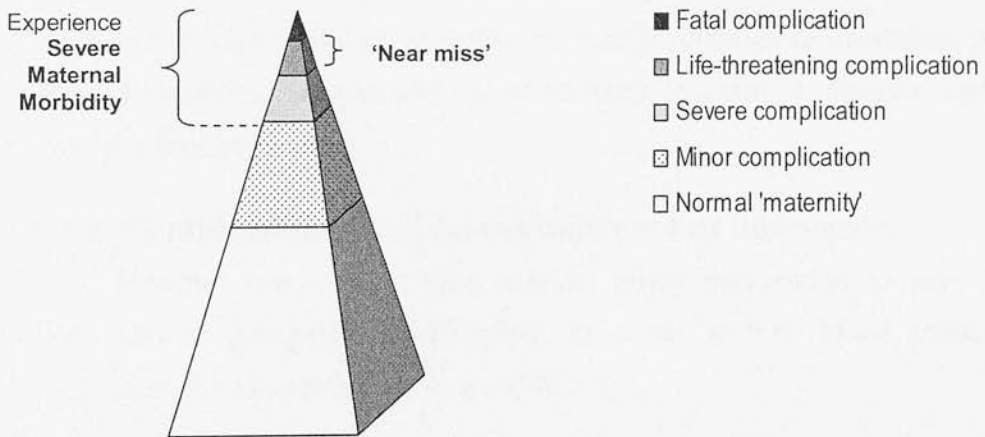 Experience
Severe
Maternal
Morbidity
'Near miss'
Fatal complication
Life-threatening complication
Severe complication
Minor complication
Normal 'maternity'